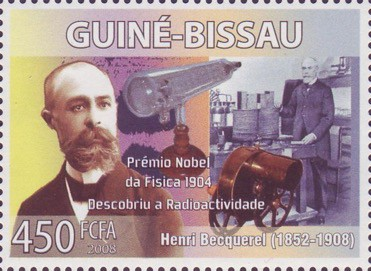 GUINÉ-BISSAU
Prémio Nobel
da Fisica 1904
Descobriu a Radioactividade
450 FCFA
2008
Henri Becquerel (1852-1908)